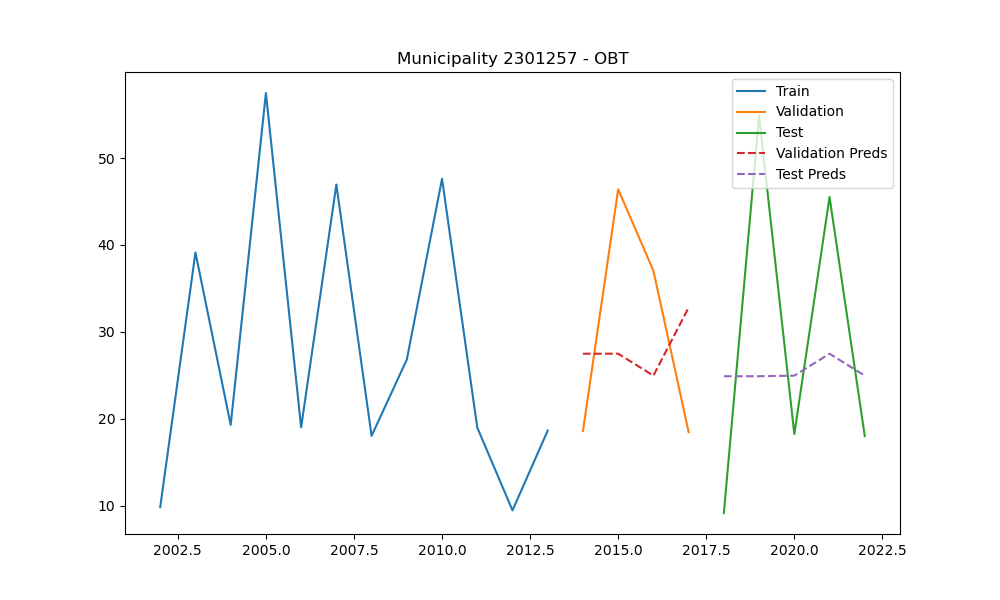 Municipality 2301257 - OBT
Train
Validation
Test
Validation Preds
Test Preds
50
40
30
20
10
2002.5 2005.0 2007.5 2010.0 2012.5 2015.0 2017.5 2020.0 2022.5